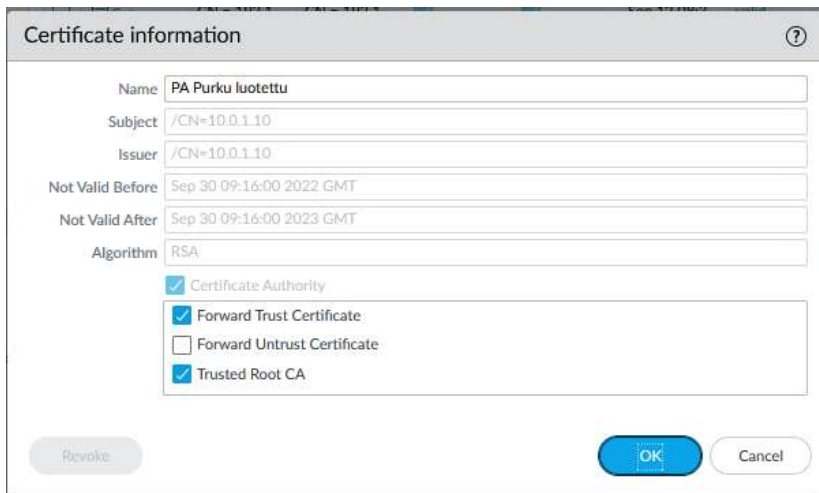 Certificate information
Name PA Purku luotettu
Subject /CN=10.0.1.10
Issuer /CN=10.0.1.10
Not Valid Before Sep 30 09:16:00 2022 GMT
Not Valid After Sep 30 09:16:00 2023 GMT
Algorithm RSA
Certificate Authority
Forward Trust Certificate
Forward Untrust Certificate
Trusted Root CA
Revoke OK Cancel